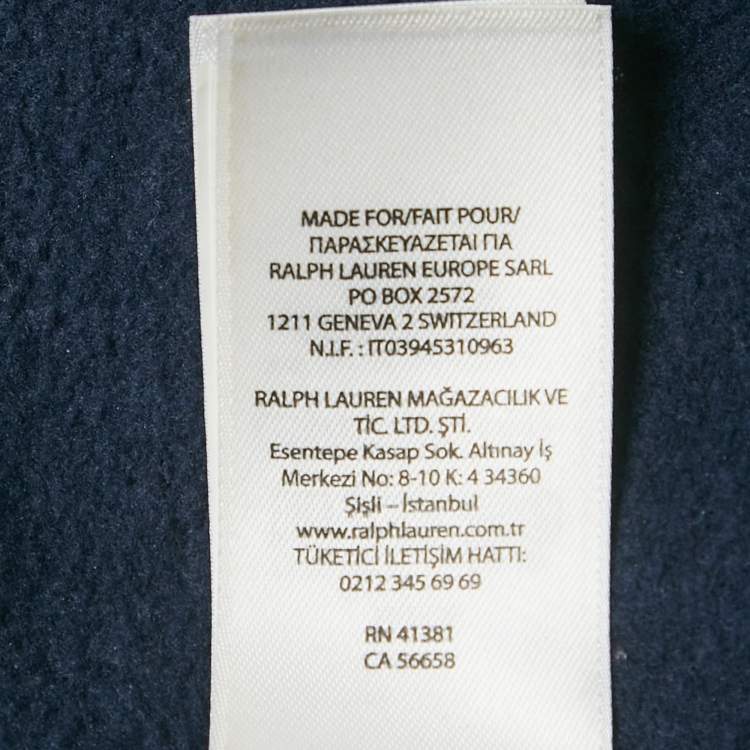 MADE FOR/FAIT POUR/
ΠΑΡΑΣΚΕΥΑΖΕΤΑΙ ΓΙΑ
RALPH LAUREN EUROPE SARL
PO BOX 2572
1211 GENEVA 2 SWITZERLAND
N.I.F. : IT03945310963
RALPH LAUREN MAĞAZACILIK VE
TİC. LTD. ŞTİ.
Esentepe Kasap Sok. Altınay İş
Merkezi No: 8-10 K: 4 34360
Şişli – İstanbul
www.ralphlauren.com.tr
TÜKETİCİ İLETİŞİM HATTI:
0212 345 69 69
RN 41381
CA 56658